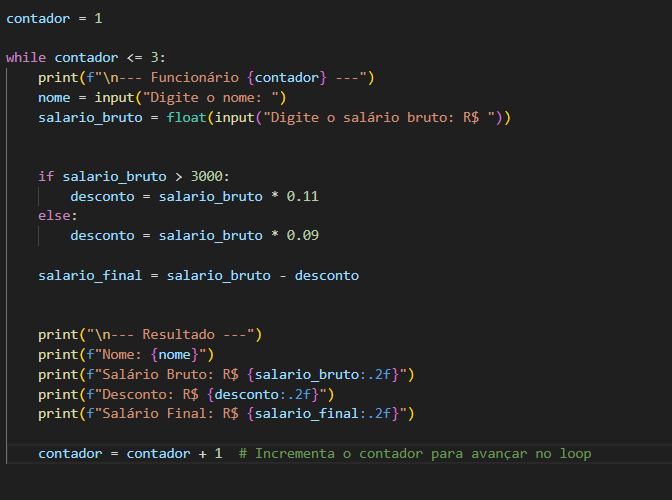 contador = 1
while contador <= 3:
    print(f"\n--- Funcionário {contador} ---")
    nome = input("Digite o nome: ")
    salario_bruto = float(input("Digite o salário bruto: R$ "))
    if salario_bruto > 3000:
        desconto = salario_bruto * 0.11
    else:
        desconto = salario_bruto * 0.09
    salario_final = salario_bruto - desconto
    print("\n--- Resultado ---")
    print(f"Nome: {nome}")
    print(f"Salário Bruto: R$ {salario_bruto:.2f}")
    print(f"Desconto: R$ {desconto:.2f}")
    print(f"Salário Final: R$ {salario_final:.2f}")
    contador = contador + 1  # Incrementa o contador para avançar no loop